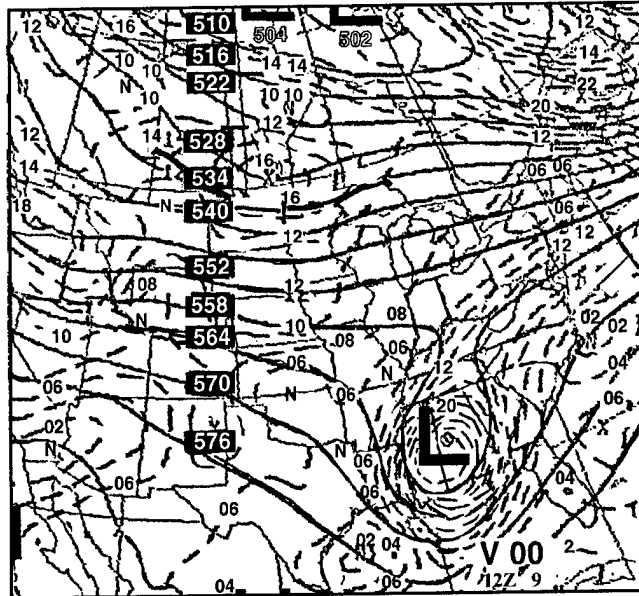 12 16 510 504 502 12
10 516 14 14 14
10 522 22
N 10 10 10 20
N 12
12 528 12
14
14 534 16 06 06
X
18 N 540 16 06
12 12
552
08 12
558 02
N 10 08 02
10 564 08 N
06 06 12 04
06 570 N 06 N 20 06
X
02 576 N L
N 06
06 06 06 04
02 04 2
N V 00
04 06 12Z 9